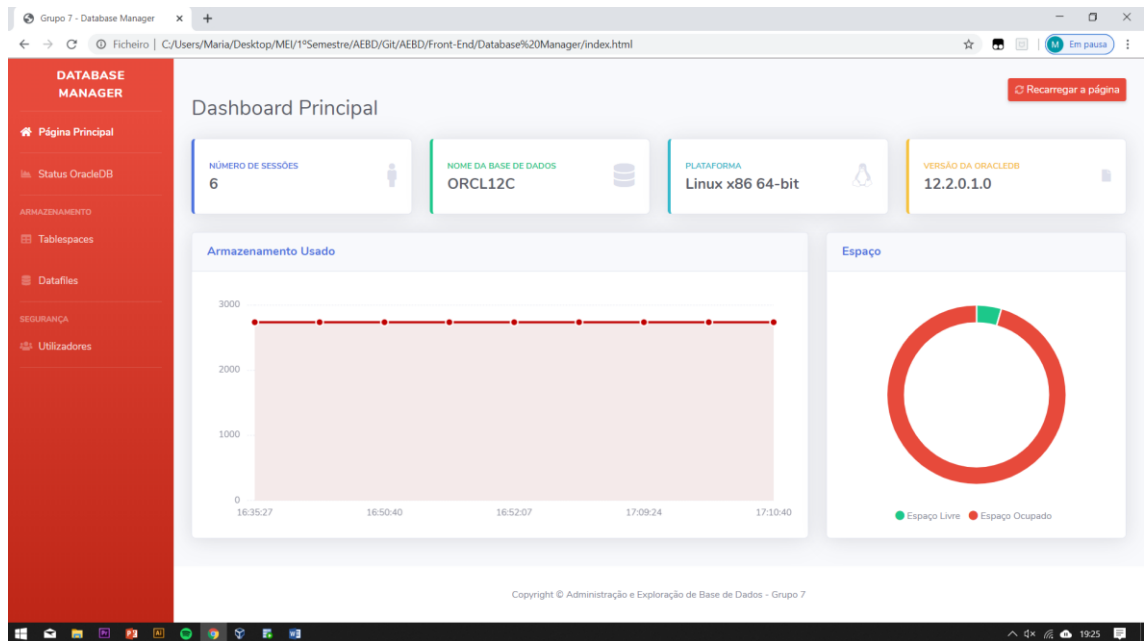 Grupo 7 - Database Manager
Ficheiro | C:/Users/Maria/Desktop/MEI/1ºSemestre/AEBD/Git/AEBD/Front-End/Database%20Manager/index.html
M Em pausa
DATABASE
MANAGER
Página Principal
Status OracleDB
ARMAZENAMENTO
Tablespaces
Datafiles
SEGURANÇA
Utilizadores
Dashboard Principal
Recarregar a página
NÚMERO DE SESSÕES
6
NOME DA BASE DE DADOS
ORCL12C
PLATAFORMA
Linux x86 64-bit
VERSÃO DA ORACLEDB
12.2.0.1.0
Armazenamento Usado
3000
2000
1000
0
16:35:27 16:50:40 16:52:07 17:09:24 17:10:40
Espaço
Espaço Livre Espaço Ocupado
Copyright © Administração e Exploração de Base de Dados - Grupo 7
19:25